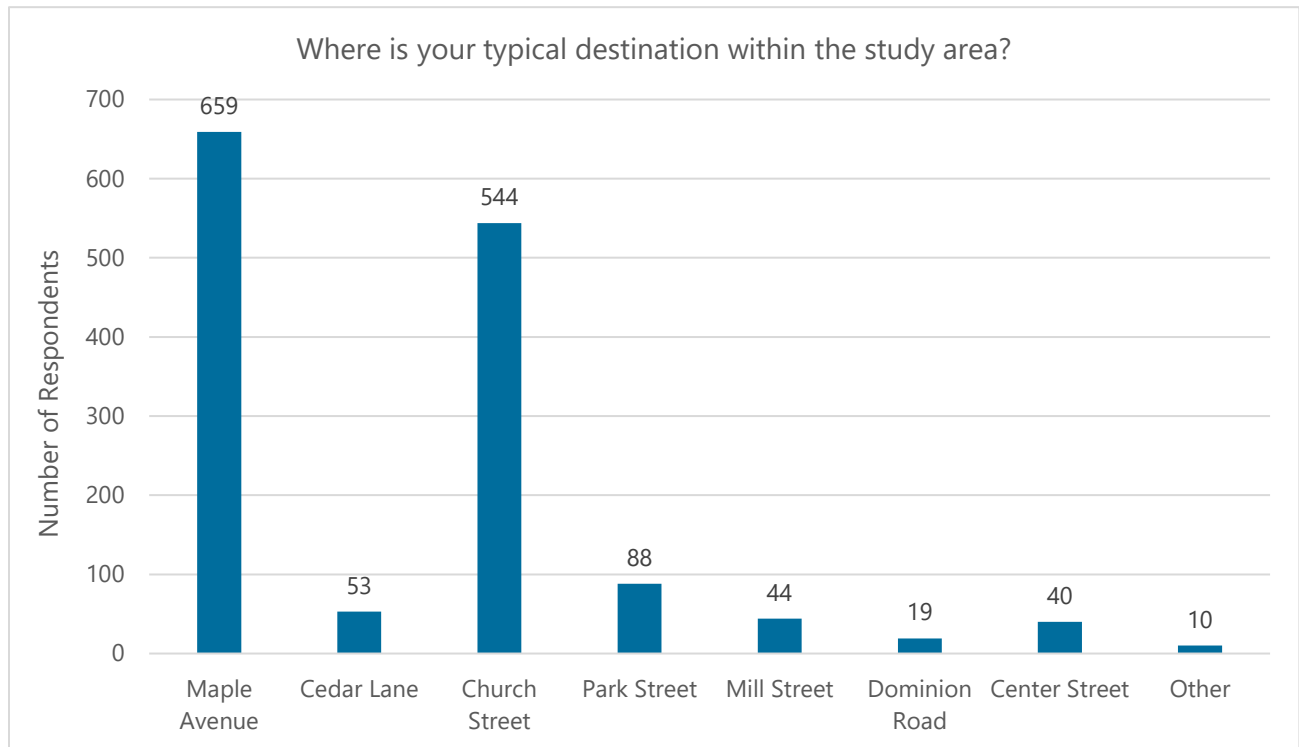 Where is your typical destination within the study area?
Number of Respondents
700
600
500
400
300
200
100
0
659
53
544
88
44
19
40
10
Maple
Avenue
Cedar Lane
Church
Street
Park Street
Mill Street
Dominion
Road
Center Street
Other